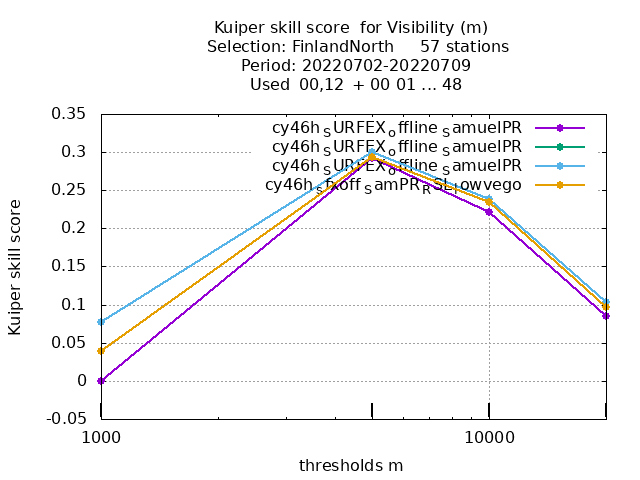 Kuiper skill score for Visibility (m)
Selection: FinlandNorth 57 stations
Period: 20220702-20220709
Used 00,12 + 00 01 ... 48
cy46h_SURFEX_offline_SamuelPR
cy46h_SURFEX_offline_SamuelPR
cy46h_SURFEX_offline_SamuelPR
cy46h_sfxoff_SamPR_RSL_lowvego
Kuiper skill score
0.35
0.3
0.25
0.2
0.15
0.1
0.05
0
-0.05
1000 10000
thresholds m